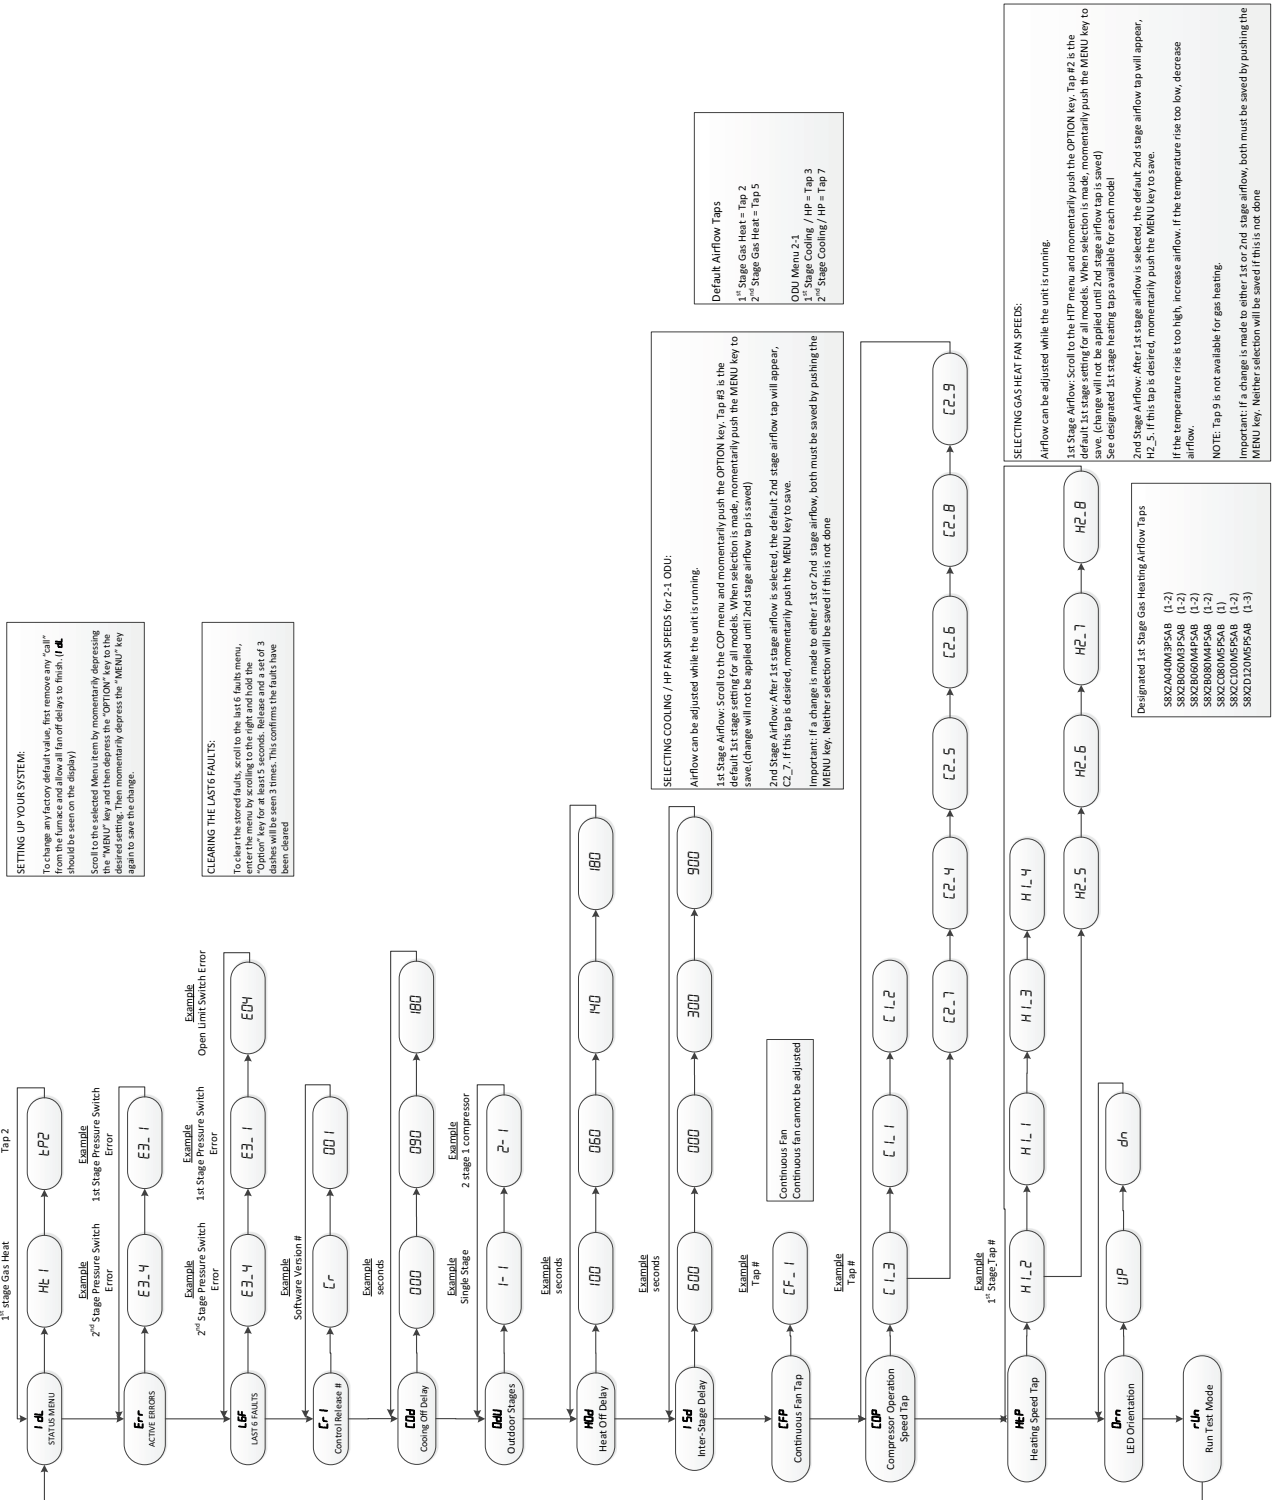 1st stage Gas Heat
Tap 2
IdL
STATUS MENU
Ht 1
tP2
Example
2nd Stage Pressure Switch
Error
Example
1st Stage Pressure Switch
Error
Err
ACTIVE ERRORS
E3_4
E3_1
Example
2nd Stage Pressure Switch
Error
Example
1st Stage Pressure Switch
Error
Example
Open Limit Switch Error
L6F
LAST 6 FAULTS
E3_4
E3_1
E04
Example
Software Version #
Cr1
Control Release #
Cr
001
Example
seconds
C0d
Cooing Off Delay
000
090
180
Example
Single Stage
Example
2 stage 1 compressor
0dU
Outdoor Stages
1-1
2-1
Example
seconds
H0d
Heat Off Delay
100
060
140
180
Example
seconds
ISd
Inter-Stage Delay
600
000
300
900
Example
Tap #
CFP
Continuous Fan Tap
CF_1
Continuous Fan
Continuous fan cannot be adjusted
Example
Tap #
C0P
Compressor Operation
Speed Tap
C1_3
C1_1
C1_2
C2_7
C2_4
C2_5
C2_6
C2_8
C2_9
Example
1st Stage Tap #
HtP
Heating Speed Tap
H1_2
H1_1
H1_3
H1_4
H2_5
H2_6
H2_7
H2_8
0rn
LED Orientation
UP
dn
rUn
Run Test Mode
SETTING UP YOUR SYSTEM:
To change any factory default value, first remove any "call"
from the furnace and allow all fan off delays to finish. (IdL
should be seen on the display)
Scroll to the selected Menu item by momentarily depressing
the "MENU" key and then depress the "OPTION" key to the
desired setting. Then momentarily depress the "MENU" key
again to save the change.
CLEARING THE LAST 6 FAULTS:
To clear the stored faults, scroll to the last 6 faults menu,
enter the menu by scrolling to the right and hold the
"Option" key for at least 5 seconds. Release and a set of 3
dashes will be seen 3 times. This confirms the faults have
been cleared
SELECTING COOLING / HP FAN SPEEDS for 2-1 ODU:
Airflow can be adjusted while the unit is running.
1st Stage Airflow: Scroll to the COP menu and momentarily push the OPTION key. Tap #3 is the
default 1st stage setting for all models. When selection is made, momentarily push the MENU key to
save.(change will not be applied until 2nd stage airflow tap is saved)
2nd Stage Airflow: After 1st stage airflow is selected, the default 2nd stage airflow tap will appear,
C2_7. If this tap is desired, momentarily push the MENU key to save.
Important: If a change is made to either 1st or 2nd stage airflow, both must be saved by pushing the
MENU key. Neither selection will be saved if this is not done
Default Airflow Taps
1st Stage Gas Heat = Tap 2
2nd Stage Gas Heat = Tap 5
ODU Menu 2-1
1st Stage Cooling / HP = Tap 3
2nd Stage Cooling / HP = Tap 7
SELECTING GAS HEAT FAN SPEEDS:
Airflow can be adjusted while the unit is running.
1st Stage Airflow: Scroll to the HTP menu and momentarily push the OPTION key. Tap #2 is the
default 1st stage setting for all models. When selection is made, momentarily push the MENU key to
save. (change will not be applied until 2nd stage airflow tap is saved)
See designated 1st stage heating taps available for each model
2nd Stage Airflow: After 1st stage airflow is selected, the default 2nd stage airflow tap will appear,
H2_5. If this tap is desired, momentarily push the MENU key to save.
If the temperature rise is too high, increase airflow. If the temperature rise too low, decrease
airflow.
NOTE: Tap 9 is not available for gas heating.
Important: If a change is made to either 1st or 2nd stage airflow, both must be saved by pushing the
MENU key. Neither selection will be saved if this is not done
Designated 1st Stage Gas Heating Airflow Taps
S8X2A040M3PSAB (1-2)
S8X2B060M3PSAB (1-2)
S8X2B060M4PSAB (1-2)
S8X2B080M4PSAB (1-2)
S8X2C080M5PSAB (1)
S8X2C100M5PSAB (1-2)
S8X2D120M5PSAB (1-3)